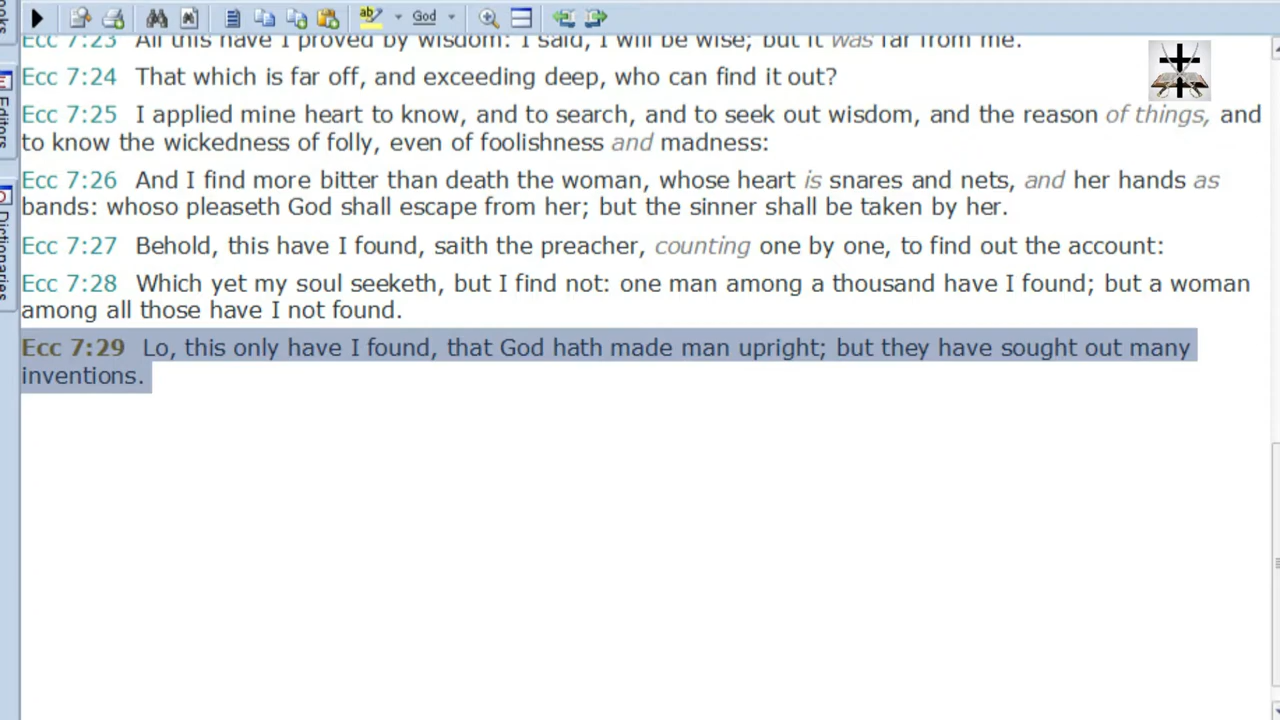 God
Ecc 7:23 All this have I proved by wisdom: I said, I will be wise; but it was far from me.
Ecc 7:24 That which is far off, and exceeding deep, who can find it out?
Ecc 7:25 I applied mine heart to know, and to search, and to seek out wisdom, and the reason of things, and
to know the wickedness of folly, even of foolishness and madness:
Ecc 7:26 And I find more bitter than death the woman, whose heart is snares and nets, and her hands as
bands: whoso pleaseth God shall escape from her; but the sinner shall be taken by her.
Ecc 7:27 Behold, this have I found, saith the preacher, counting one by one, to find out the account:
Ecc 7:28 Which yet my soul seeketh, but I find not: one man among a thousand have I found; but a woman
among all those have I not found.
Ecc 7:29 Lo, this only have I found, that God hath made man upright; but they have sought out many
inventions.
Editors
Dictionaries